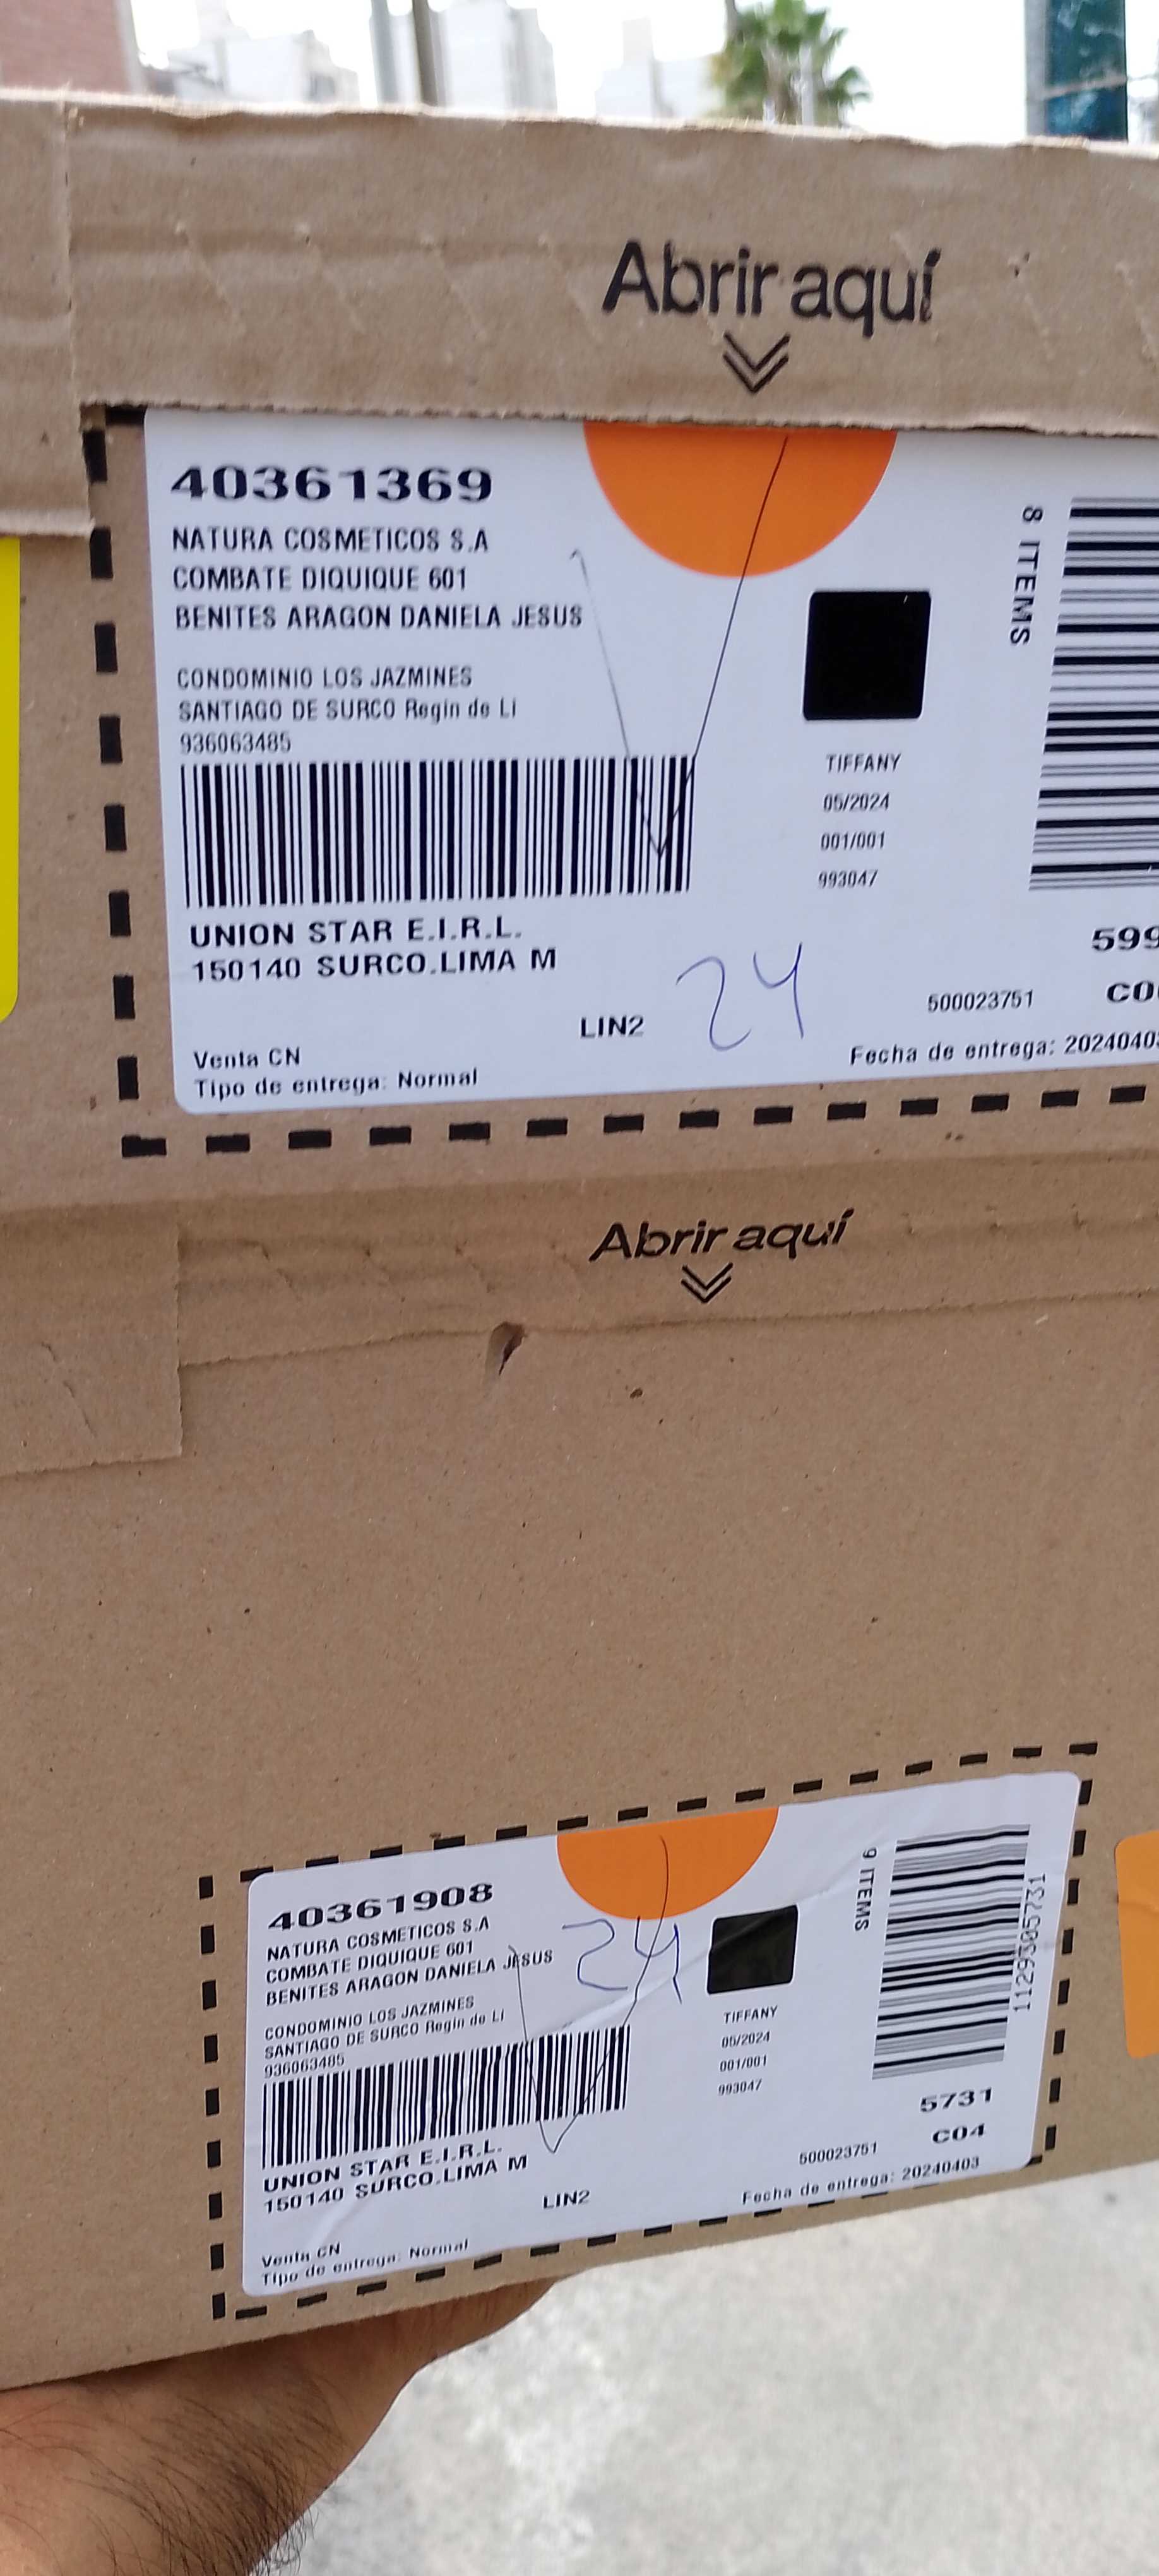 Abrir aquí
40361369
NATURA COSMETICOS S.A
COMBATE DIQUIQUE 601
BENITES ARAGON DANIELA JESUS
CONDOMINIO LOS JAZMINES
SANTIAGO DE SURCO Regin de Li
936063485
8 ITEMS
TIFFANY
05/2024
001/001
993047
UNION STAR E.I.R.L.
150140 SURCO.LIMA M
24
LIN2
599
500023751
C0
Venta CN
Tipo de entrega: Normal
Fecha de entrega: 2024040
Abrir aquí
40361908
NATURA COSMETICOS S.A
COMBATE DIQUIQUE 601
BENITES ARAGON DANIELA JESUS
24
CONDOMINIO LOS JAZMINES
SANTIAGO DE SURCO Regin de Li
936063485
9 ITEMS
1129305731
TIFFANY
05/2024
001/001
993047
UNION STAR E.I.R.L.
150140 SURCO.LIMA M
LIN2
5731
C04
500023751
Venta CN
Tipo de entrega: Normal
Fecha de entrega: 20240403